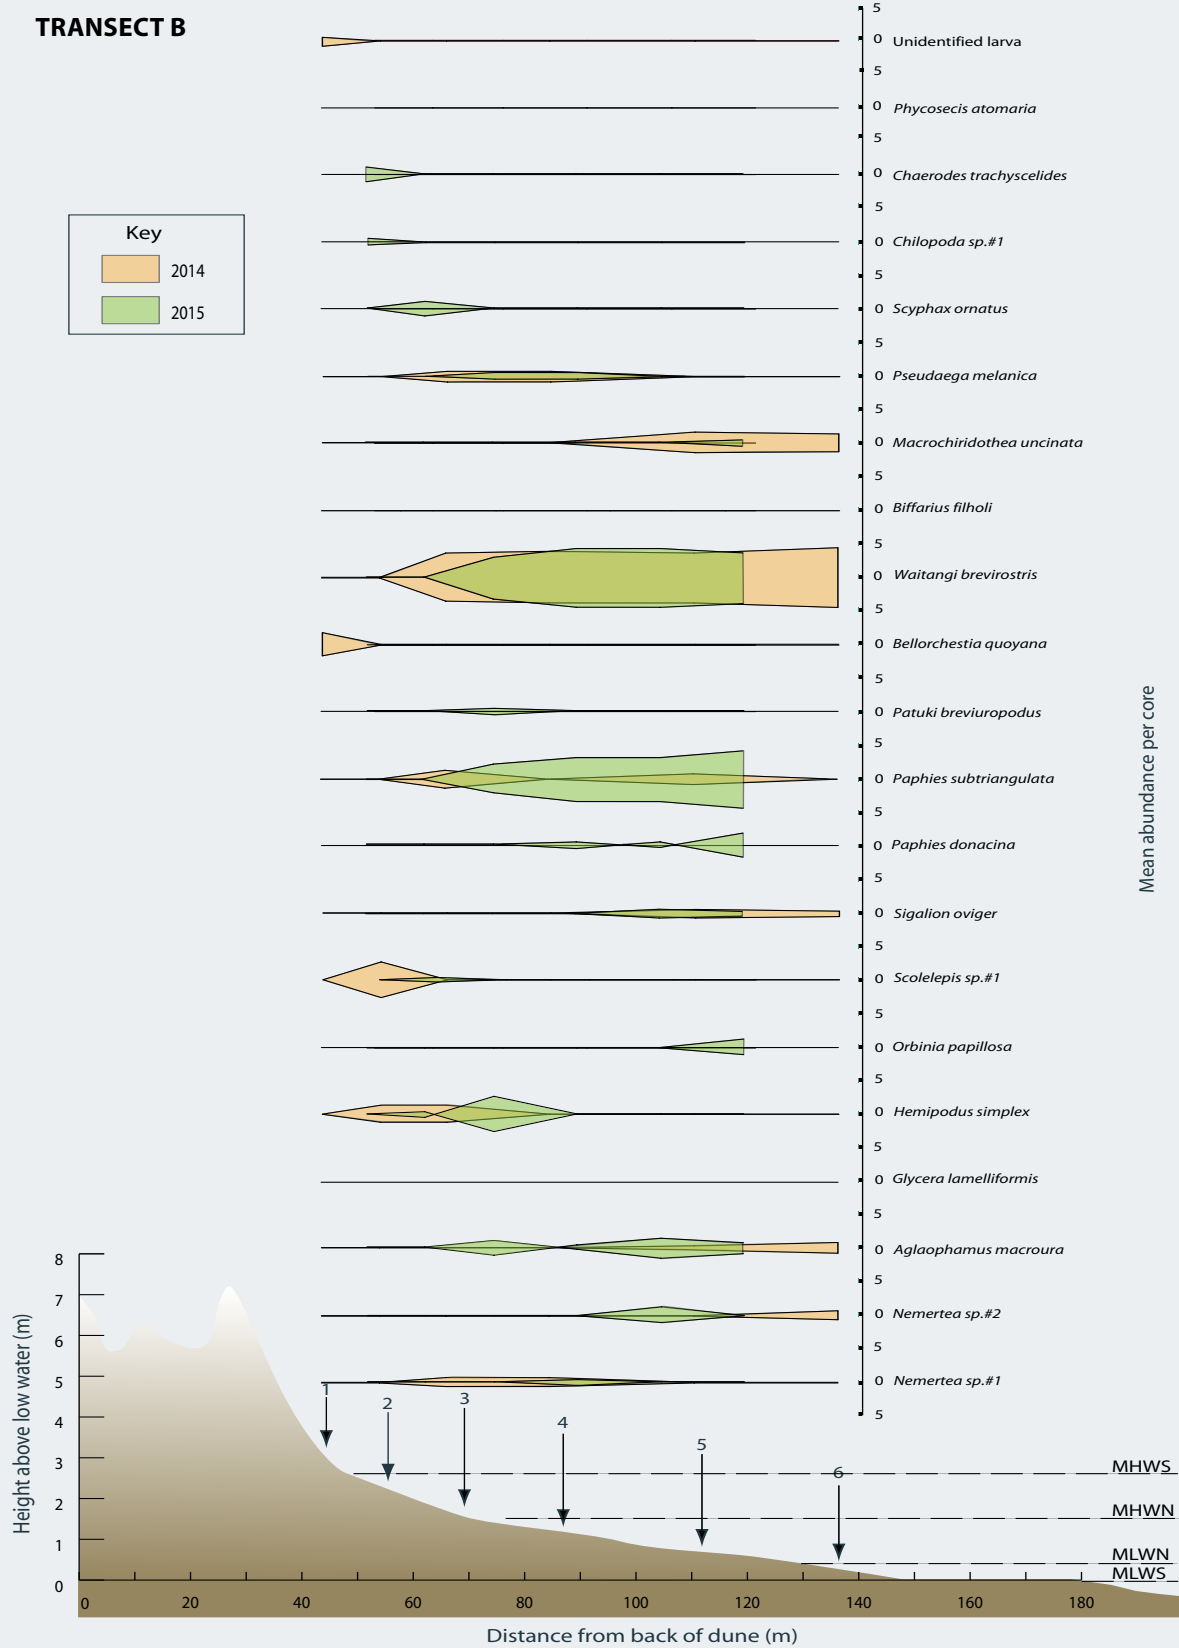 TRANSECT B
5
0 Unidentified larva
5
0 Phycosecis atomaria
5
0 Chaerodes trachyscelides
5
Key
2014
2015
0 Chilopoda sp.#1
5
0 Scyphax ornatus
5
0 Pseudaega melanica
5
0 Macrochiridothea uncinata
5
0 Biffarius filholi
5
0 Waitangi brevirostris
5
0 Bellorchestia quoyana
5
0 Patuki breviuropodus
5
0 Paphies subtriangulata
5
0 Paphies donacina
5
0 Sigalion oviger
5
0 Scolelepis sp.#1
5
0 Orbinia papillosa
5
0 Hemipodus simplex
5
0 Glycera lamelliformis
5
0 Aglaophamus macroura
5
0 Nemertea sp.#2
5
0 Nemertea sp.#1
5
Mean abundance per core
Height above low water (m)
8
7
6
5
4
3
2
1
0
1
2
3
4
5
6
MHWS
MHWN
MLWN
MLWS
0 20 40 60 80 100 120 140 160 180
Distance from back of dune (m)